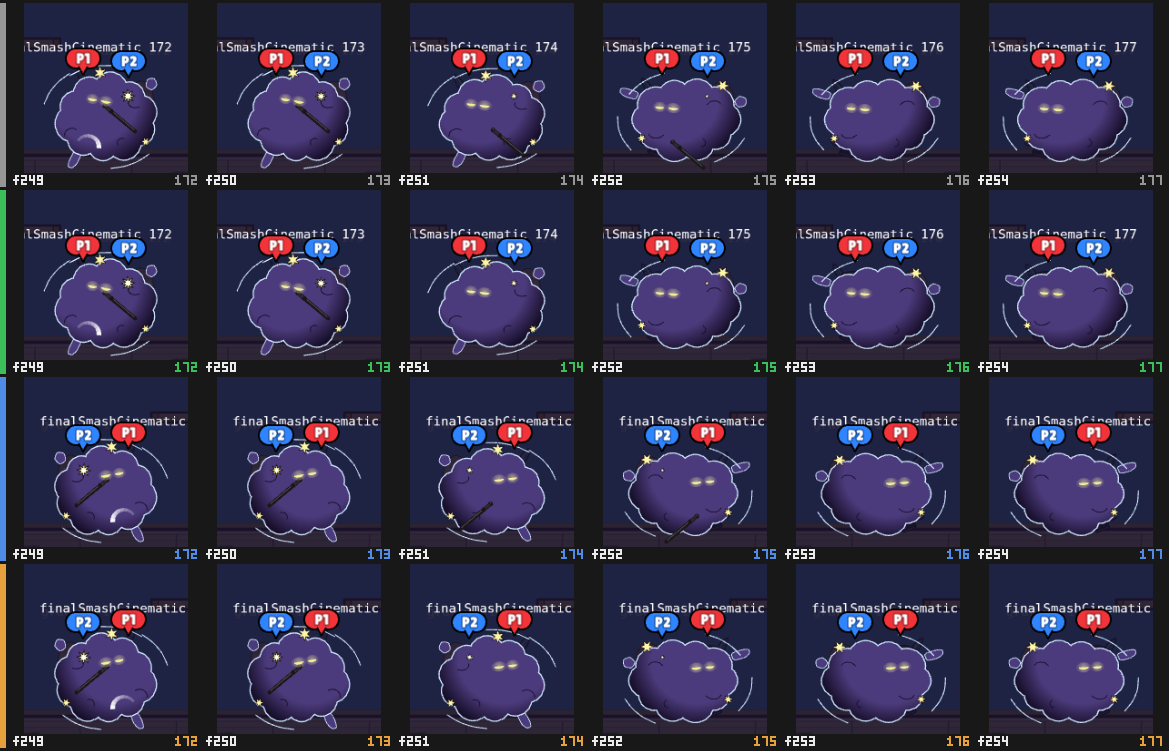 lSmashCinematic 172 lSmashCinematic 173 lSmashCinematic 174 lSmashCinematic 175 lSmashCinematic 176 lSmashCinematic 177
P1 P2 P1 P2 P1 P2 P1 P2 P1 P2 P1 P2
f249 172 f250 173 f251 174 f252 175 f253 176 f254 177
lSmashCinematic 172 lSmashCinematic 173 lSmashCinematic 174 lSmashCinematic 175 lSmashCinematic 176 lSmashCinematic 177
P1 P2 P1 P2 P1 P2 P1 P2 P1 P2 P1 P2
f249 172 f250 173 f251 174 f252 175 f253 176 f254 177
finalSmashCinematic finalSmashCinematic finalSmashCinematic finalSmashCinematic finalSmashCinematic finalSmashCinematic
P2 P1 P2 P1 P2 P1 P2 P1 P2 P1 P2 P1
f249 172 f250 173 f251 174 f252 175 f253 176 f254 177
finalSmashCinematic finalSmashCinematic finalSmashCinematic finalSmashCinematic finalSmashCinematic finalSmashCinematic
P2 P1 P2 P1 P2 P1 P2 P1 P2 P1 P2 P1
f249 172 f250 173 f251 174 f252 175 f253 176 f254 177